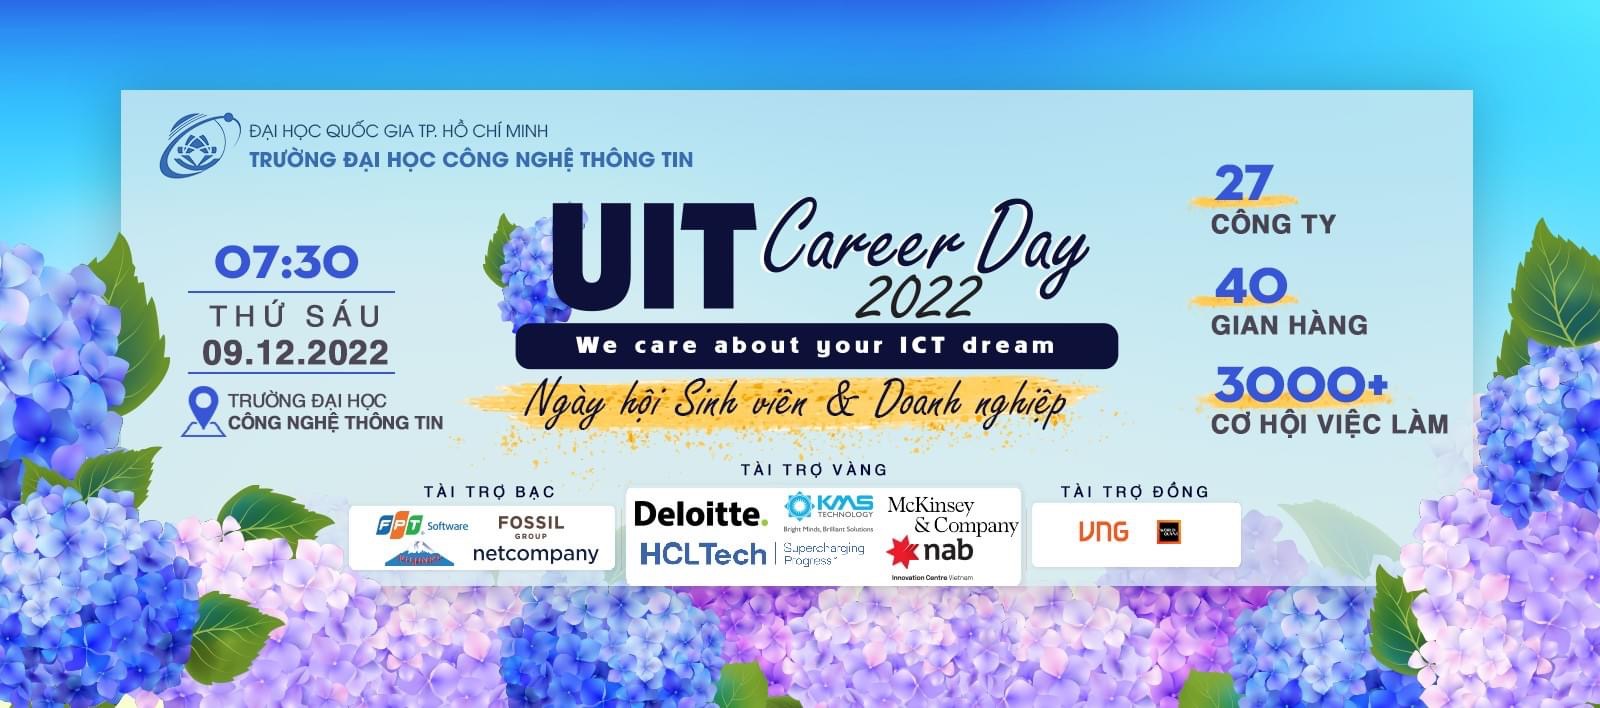 ĐẠI HỌC QUỐC GIA TP. HỒ CHÍ MINH
TRƯỜNG ĐẠI HỌC CÔNG NGHỆ THÔNG TIN
07:30
THỨ SÁU
09.12.2022
TRƯỜNG ĐẠI HỌC
CÔNG NGHỆ THÔNG TIN
UIT Career Day
2022
We care about your ICT dream
Ngày hội Sinh viên & Doanh nghiệp
27
CÔNG TY
40
GIAN HÀNG
3000+
CƠ HỘI VIỆC LÀM
TÀI TRỢ BẠC
FPT Software
FOSSIL
GROUP
netcompany
TÀI TRỢ VÀNG
Deloitte.
KMS
TECHNOLOGY
Bright Minds, Brilliant Solutions
McKinsey
& Company
HCLTech
Supercharging
Progress™
nab
Innovation Centre Vietnam
TÀI TRỢ ĐỒNG
VNG
WORLD
QUANT